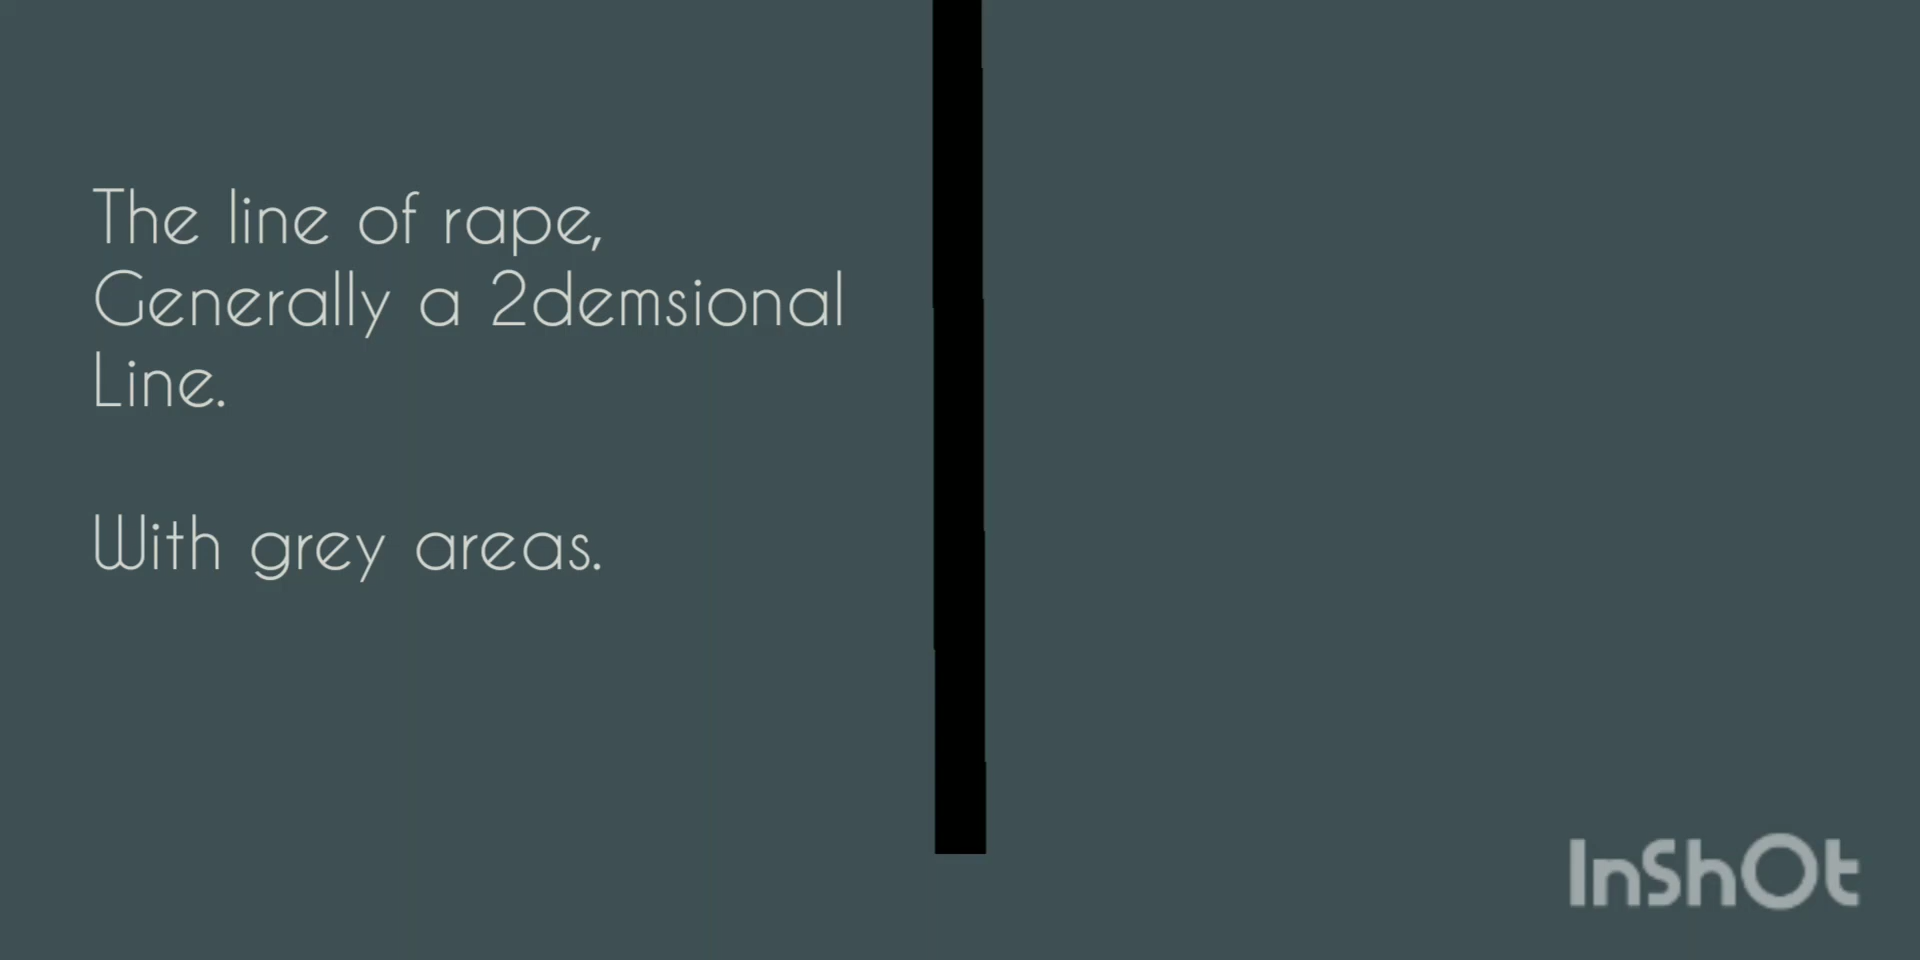 The line of rape,
Generally a 2demsional
Line.
With grey areas.
InShOt